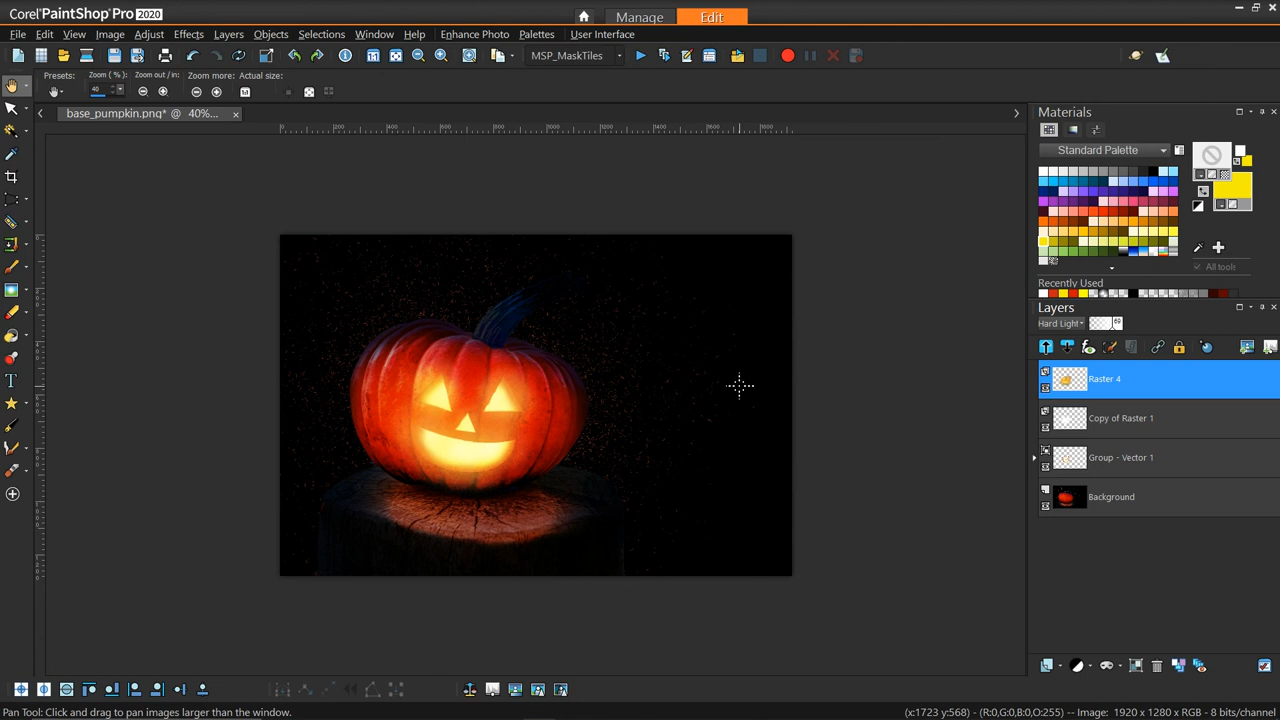 Corel®PaintShop®Pro 2020
Manage
Edit
File Edit View Image Adjust Effects Layers Objects Selections Window Help Enhance Photo Palettes User Interface
MSP_MaskTiles
Presets: Zoom ( % ): Zoom out / in: Zoom more: Actual size:
40
base_pumpkin.png* @ 40%...
Materials
Standard Palette
All tools
Recently Used
Layers
Hard Light
Raster 4
Copy of Raster 1
Group - Vector 1
Background
Pan Tool: Click and drag to pan images larger than the window.
(x:1723 y:568) - (R:0,G:0,B:0,O:255) -- Image: 1920 x 1280 x RGB - 8 bits/channel